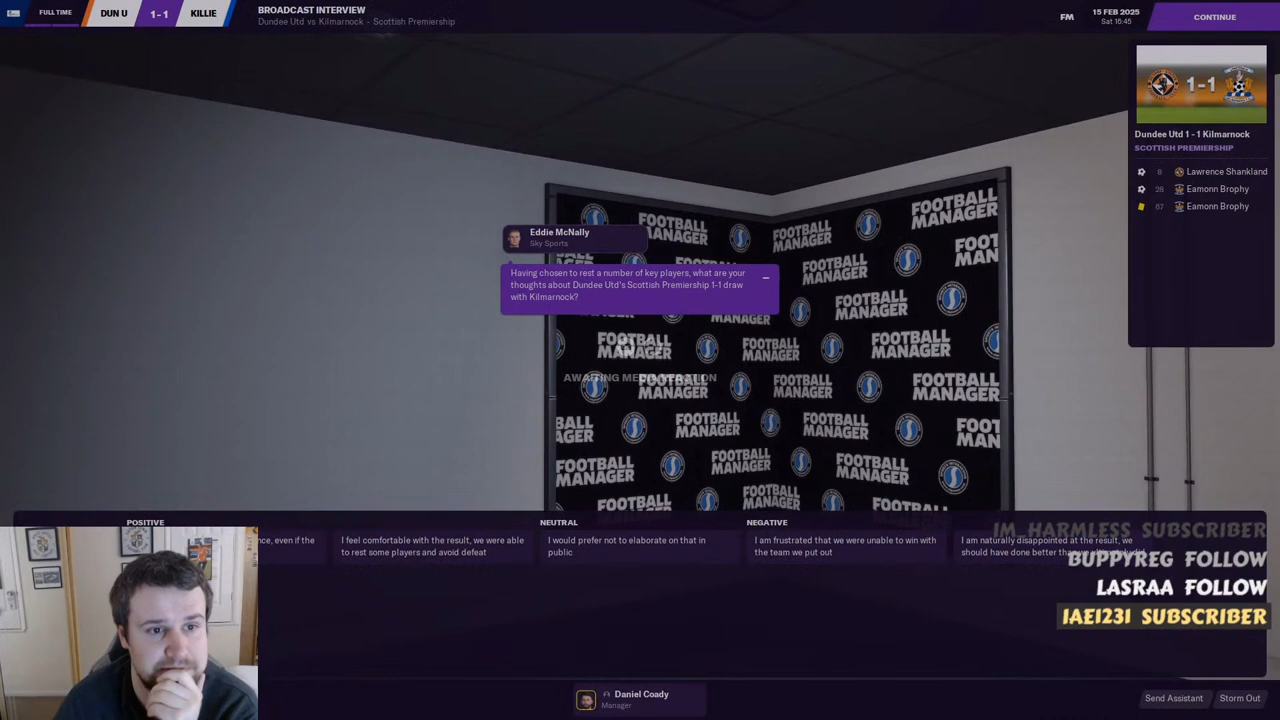 FULL TIME
DUN U
1 - 1
KILLIE
BROADCAST INTERVIEW
Dundee Utd vs Kilmarnock - Scottish Premiership
FM
15 FEB 2025
Sat 16:45
CONTINUE
1-1
Dundee Utd 1 - 1 Kilmarnock
SCOTTISH PREMIERSHIP
8 Lawrence Shankland
28 Eamonn Brophy
67 Eamonn Brophy
Eddie McNally
Sky Sports
Having chosen to rest a number of key players, what are your
thoughts about Dundee Utd's Scottish Premiership 1-1 draw
with Kilmarnock?
FOOTBALL
MANAGER
POSITIVE
NEUTRAL
NEGATIVE
nce, even if the
I feel comfortable with the result, we were able
to rest some players and avoid defeat
I would prefer not to elaborate on that in
public
I am frustrated that we were unable to win with
the team we put out
I am naturally disappointed at the result, we
should have done better than
IM_HARMLESS SUBSCRIBER
BUPPYREG FOLLOW
LASRAA FOLLOW
IAE1231 SUBSCRIBER
Daniel Coady
Manager
Send Assistant
Storm Out